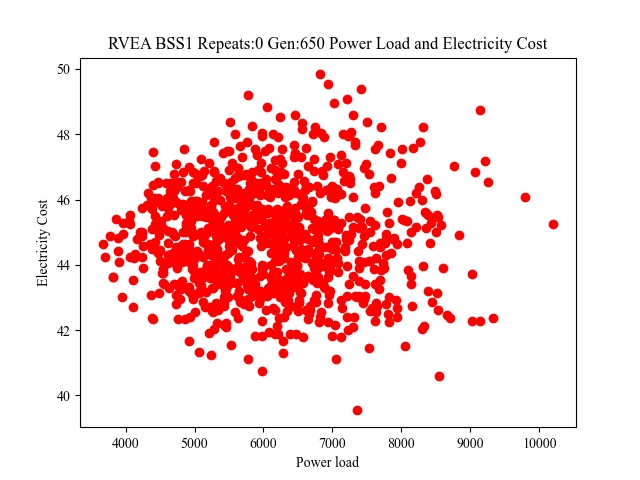 RVEA BSS1 Repeats:0 Gen:650 Power Load and Electricity Cost
50
48
46
44
42
40
Electricity Cost
4000 5000 6000 7000 8000 9000 10000
Power load